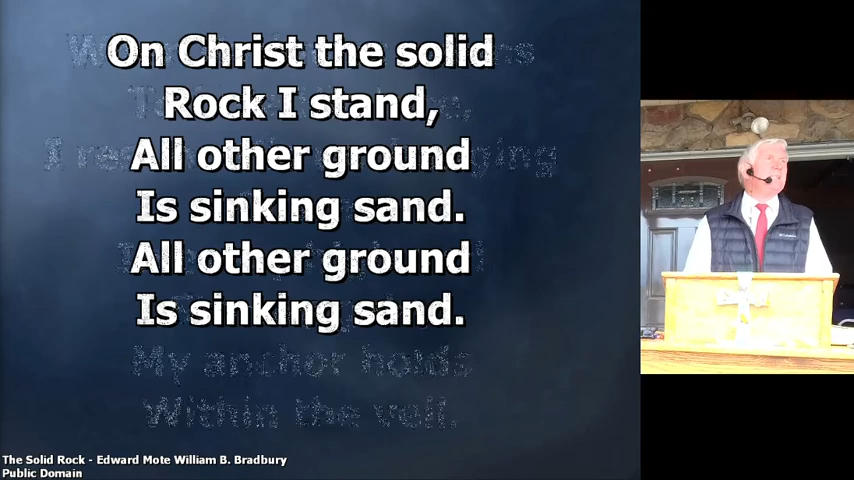 On Christ the solid
Rock I stand,
All other ground
Is sinking sand.
All other ground
Is sinking sand.
My anchor holds
Within the veil.
The Solid Rock - Edward Mote William B. Bradbury
Public Domain